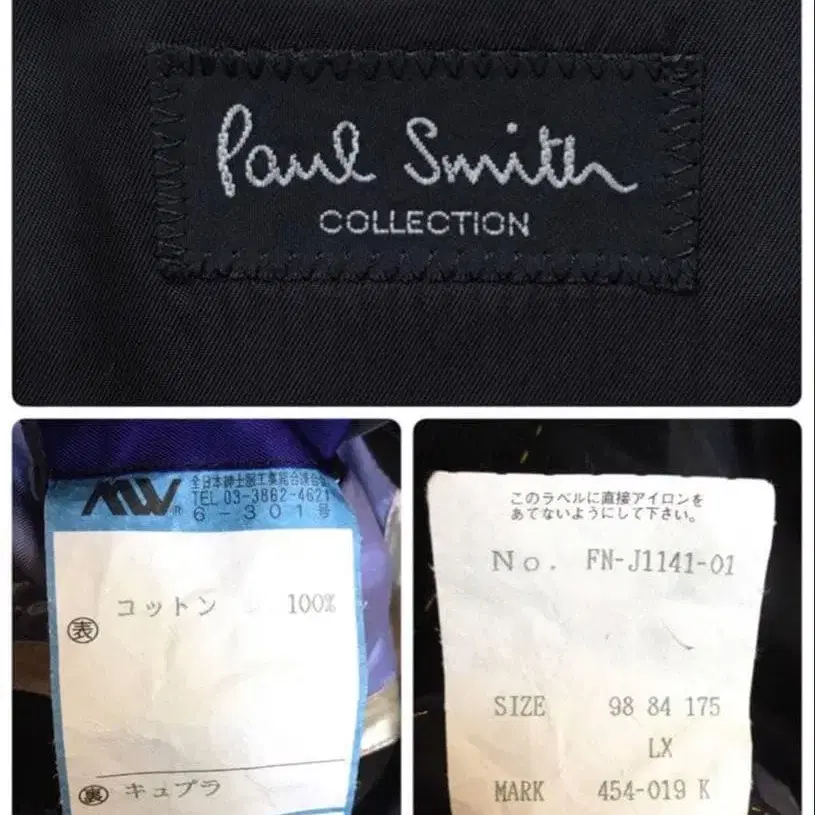 Paul Smith
COLLECTION
MW®
全日本紳士服工業組合連合会
TEL 03-3862-4621
6-301号
表 コットン 100%
裏 キュプラ
このラベルに直接アイロンを
あてないようにして下さい。
No. FN-J1141-01
SIZE 98 84 175
LX
MARK 454-019 K